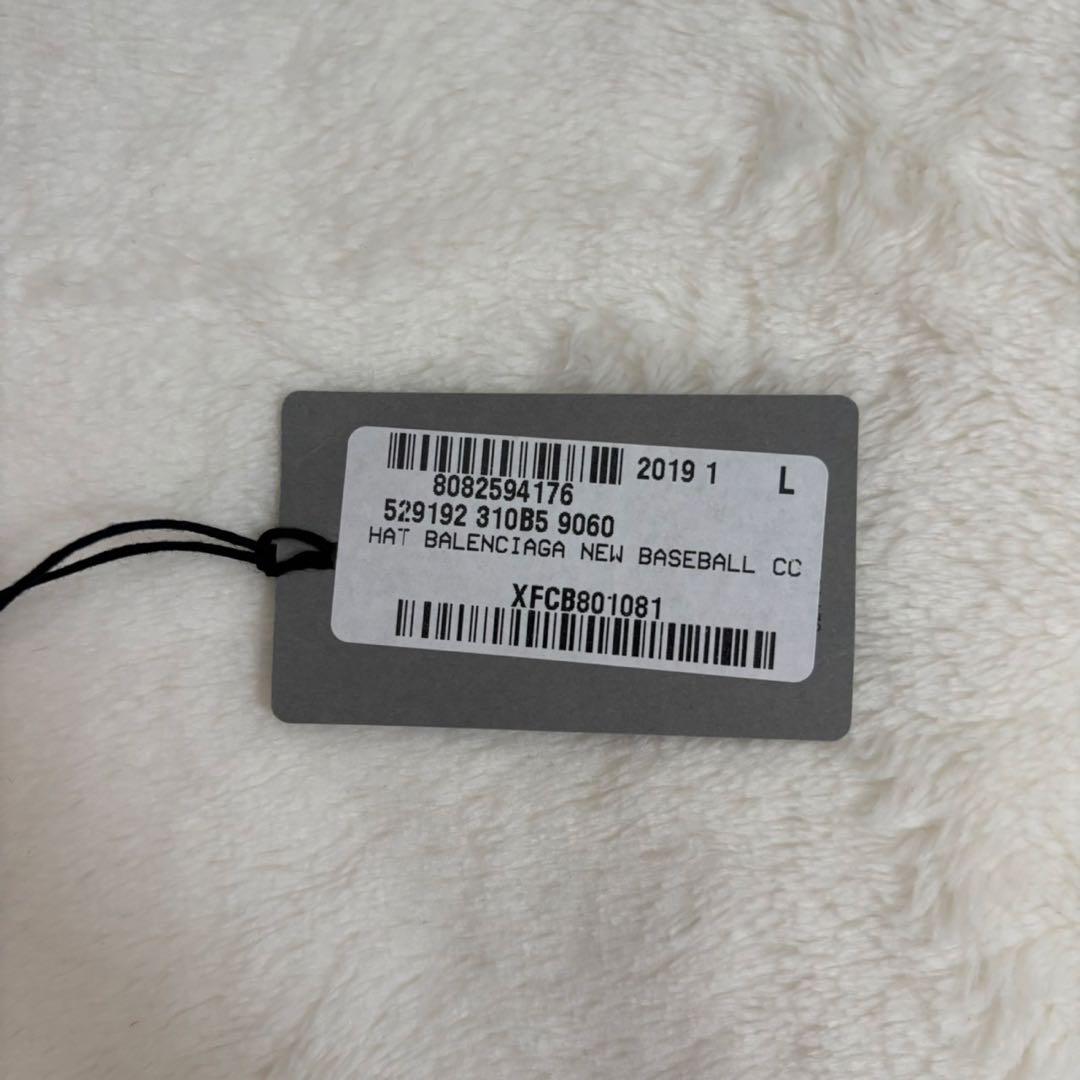 2019 1 L
8082594176
529192 310B5 9060
HAT BALENCIAGA NEW BASEBALL CC
XFCB801081